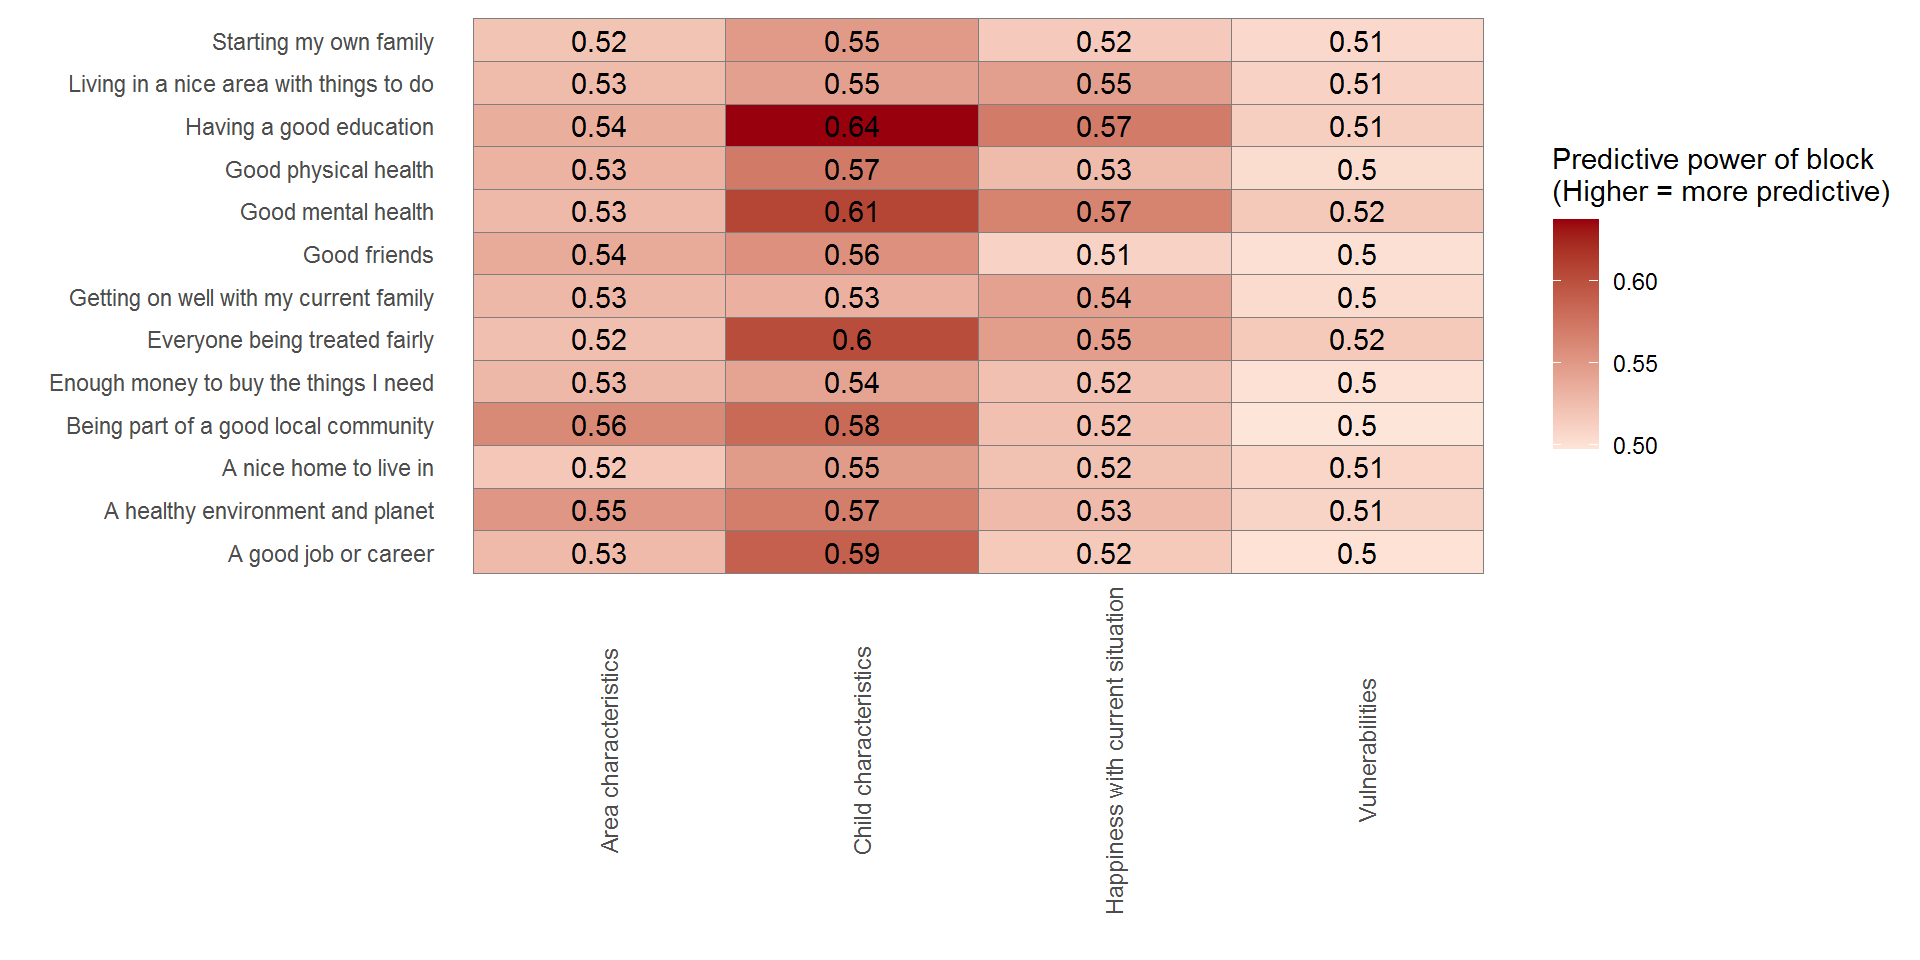 Starting my own family 0.52 0.55 0.52 0.51
Living in a nice area with things to do 0.53 0.55 0.55 0.51
Having a good education 0.54 0.64 0.57 0.51
Good physical health 0.53 0.57 0.53 0.5
Good mental health 0.53 0.61 0.57 0.52
Good friends 0.54 0.56 0.51 0.5
Getting on well with my current family 0.53 0.53 0.54 0.5
Everyone being treated fairly 0.52 0.6 0.55 0.52
Enough money to buy the things I need 0.53 0.54 0.52 0.5
Being part of a good local community 0.56 0.58 0.52 0.5
A nice home to live in 0.52 0.55 0.52 0.51
A healthy environment and planet 0.55 0.57 0.53 0.51
A good job or career 0.53 0.59 0.52 0.5
Area characteristics
Child characteristics
Happiness with current situation
Vulnerabilities
Predictive power of block
(Higher = more predictive)
0.60
0.55
0.50